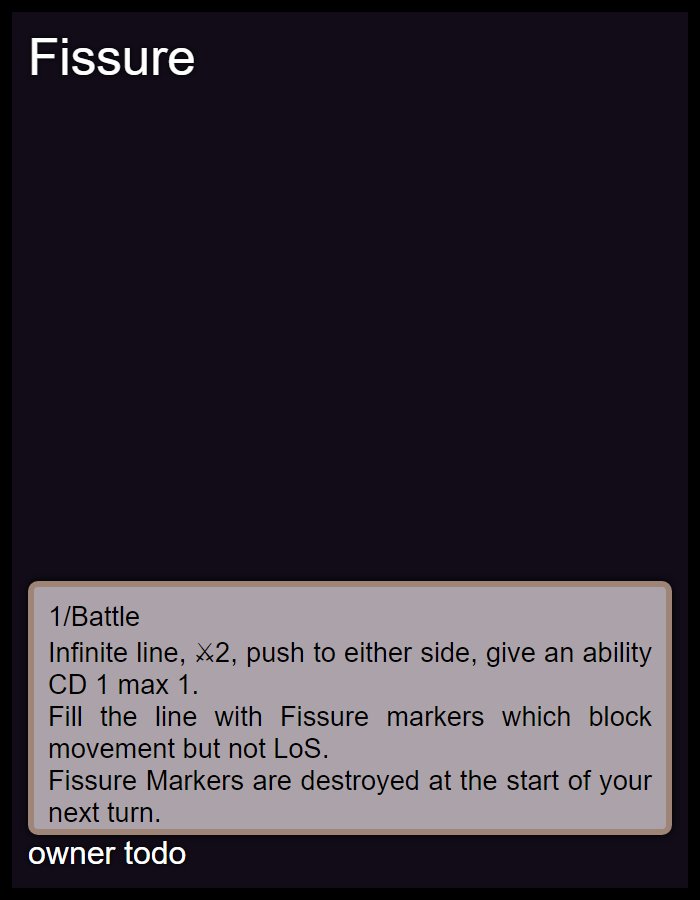 Fissure
1/Battle
Infinite line, ⚔2, push to either side, give an ability
CD 1 max 1.
Fill the line with Fissure markers which block
movement but not LoS.
Fissure Markers are destroyed at the start of your
next turn.
owner todo